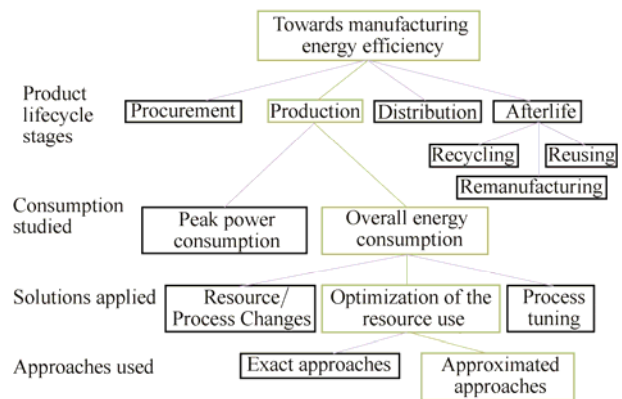 Towards manufacturing
energy efficiency
Product
lifecycle
stages
Procurement
Production
Distribution
Afterlife
Recycling
Reusing
Remanufacturing
Consumption
studied
Peak power
consumption
Overall energy
consumption
Solutions applied
Resource/
Process Changes
Optimization of the
resource use
Process
tuning
Approaches used
Exact approaches
Approximated
approaches